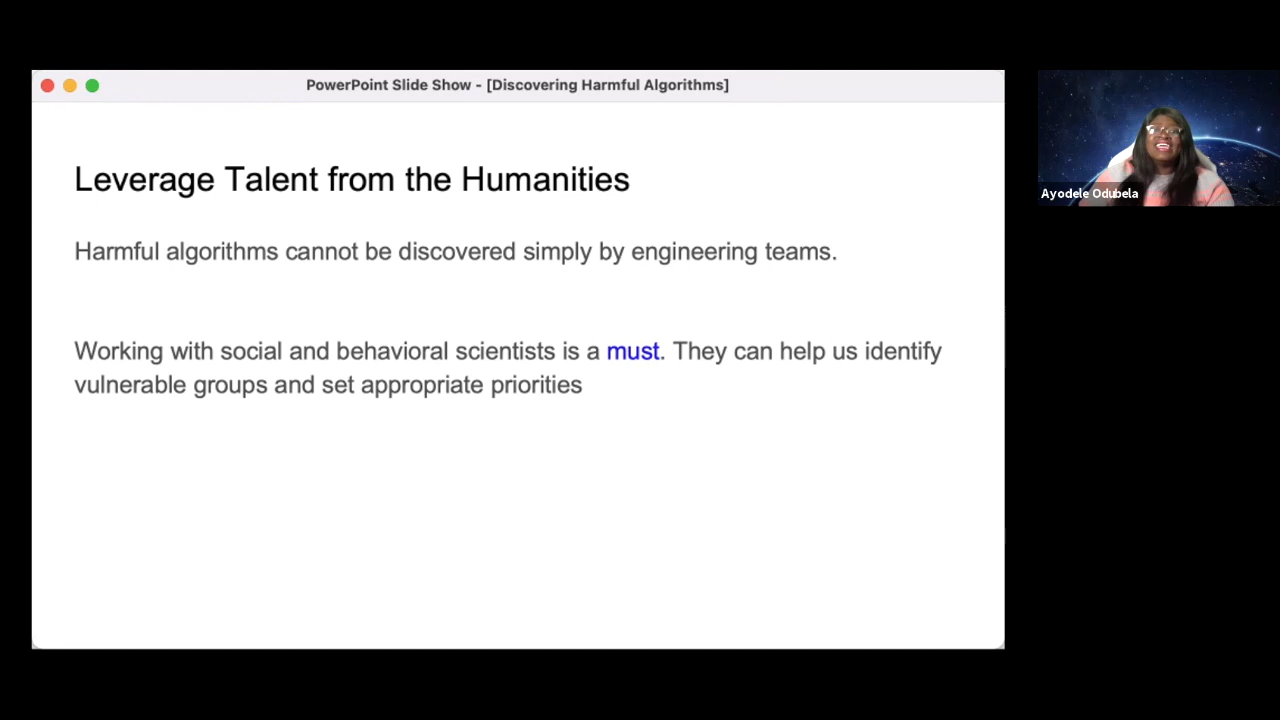 PowerPoint Slide Show - [Discovering Harmful Algorithms]
Leverage Talent from the Humanities
Harmful algorithms cannot be discovered simply by engineering teams.
Working with social and behavioral scientists is a must. They can help us identify
vulnerable groups and set appropriate priorities
Ayodele Odubela